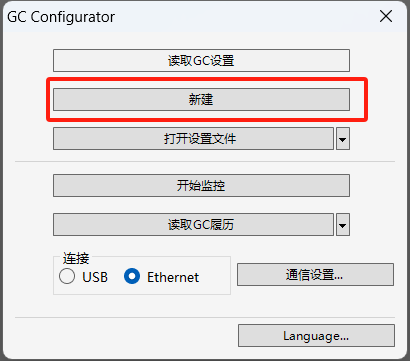 GC Configurator
读取GC设置
新建
打开设置文件
开始监控
读取GC履历
连接
USB
Ethernet
通信设置...
Language...